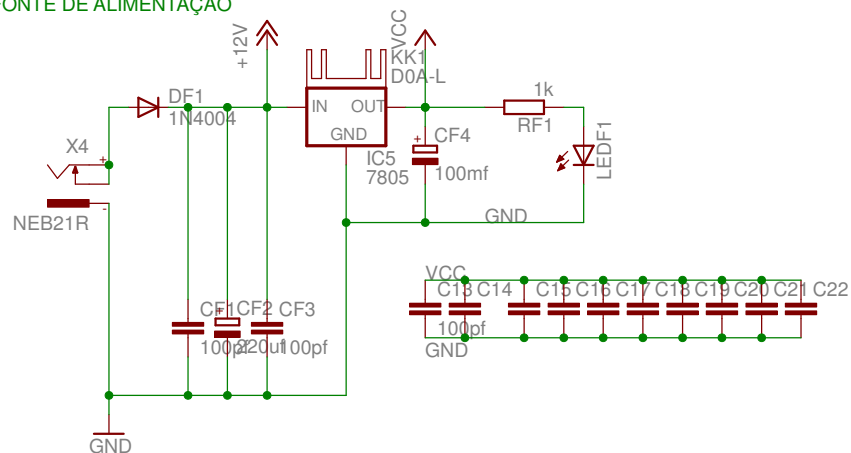 FONTE DE ALIMENTAÇÃO
+12V
VCC
KK1
D0A-L
DF1
1N4004
IN
OUT
GND
1k
RF1
X4
+
-
NEB21R
IC5
7805
+
CF4
100mf
LEDF1
GND
VCC
C13 C14 C15 C16 C17 C18 C19 C20 C21 C22
100pf
GND
CF1 CF2 CF3
+
100pf 220uf 100pf
GND